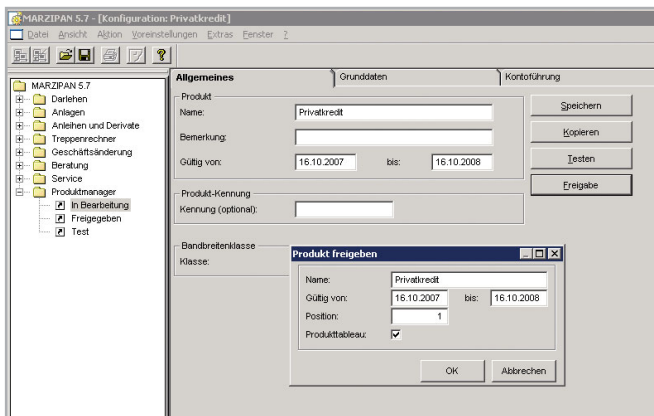 MARZIPAN 5.7 - [Konfiguration: Privatkredit]
Datei Ansicht Aktion Voreinstellungen Extras Fenster ?
MARZIPAN 5.7
Darlehen
Anlagen
Anleihen und Derivate
Treppenrechner
Geschäftsänderung
Beratung
Service
Produktmanager
In Bearbeitung
Freigegeben
Test
Allgemeines Grunddaten Kontoführung
Produkt
Name: Privatkredit
Bemerkung:
Gültig von: 16.10.2007 bis: 16.10.2008
Produkt-Kennung
Kennung (optional):
Bandbreitenklasse
Klasse:
Speichern
Kopieren
Testen
Freigabe
Produkt freigeben
Name: Privatkredit
Gültig von: 16.10.2007 bis: 16.10.2008
Position: 1
Produkttableau:
OK Abbrechen